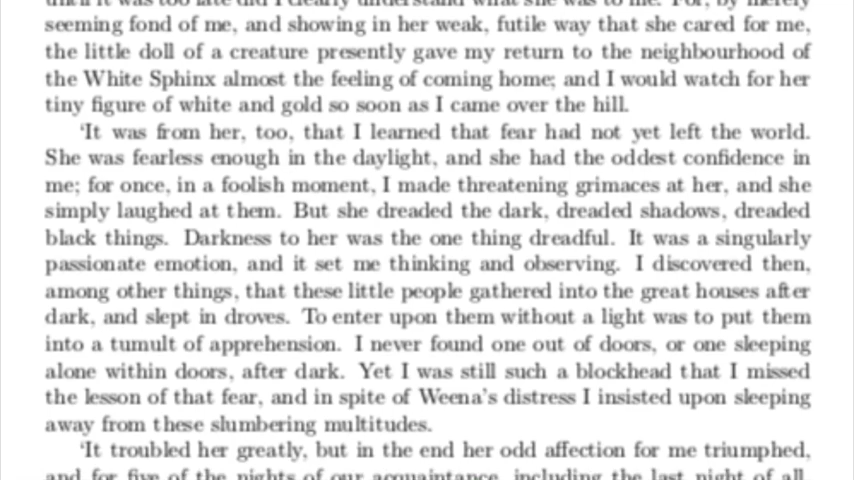 until it was too late did I clearly understand what she was to me. For, by merely
seeming fond of me, and showing in her weak, futile way that she cared for me,
the little doll of a creature presently gave my return to the neighbourhood of
the White Sphinx almost the feeling of coming home; and I would watch for her
tiny figure of white and gold so soon as I came over the hill.
‘It was from her, too, that I learned that fear had not yet left the world.
She was fearless enough in the daylight, and she had the oddest confidence in
me; for once, in a foolish moment, I made threatening grimaces at her, and she
simply laughed at them. But she dreaded the dark, dreaded shadows, dreaded
black things. Darkness to her was the one thing dreadful. It was a singularly
passionate emotion, and it set me thinking and observing. I discovered then,
among other things, that these little people gathered into the great houses after
dark, and slept in droves. To enter upon them without a light was to put them
into a tumult of apprehension. I never found one out of doors, or one sleeping
alone within doors, after dark. Yet I was still such a blockhead that I missed
the lesson of that fear, and in spite of Weena’s distress I insisted upon sleeping
away from these slumbering multitudes.
‘It troubled her greatly, but in the end her odd affection for me triumphed,
and for five of the nights of our acquaintance, including the last night of all,